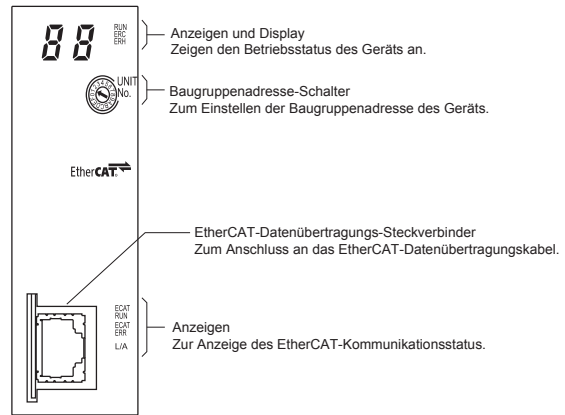 88
RUN
ERC
ERH
Anzeigen und Display
Zeigen den Betriebsstatus des Geräts an.
UNIT
No.
Baugruppenadresse-Schalter
Zum Einstellen der Baugruppenadresse des Geräts.
EtherCAT
EtherCAT-Datenübertragungs-Steckverbinder
Zum Anschluss an das EtherCAT-Datenübertragungskabel.
ECAT
RUN
ECAT
ERR
L/A
Anzeigen
Zur Anzeige des EtherCAT-Kommunikationsstatus.